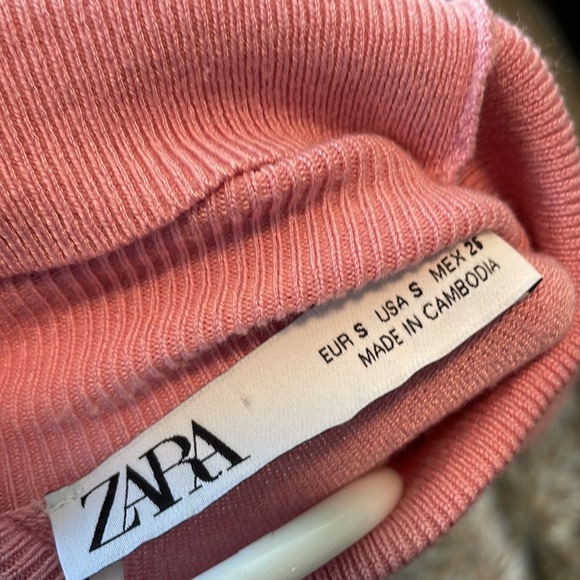 ZARA
EUR S USA S MEX 26
MADE IN CAMBODIA